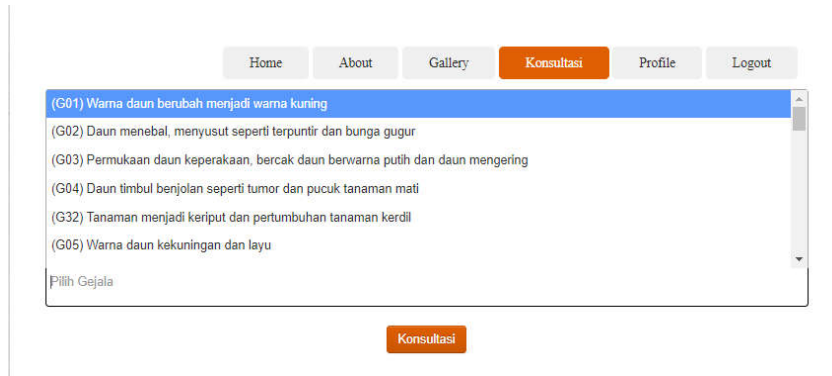 Home About Gallery Konsultasi Profile Logout
(G01) Warna daun berubah menjadi warna kuning
(G02) Daun menebal, menyusut seperti terpuntir dan bunga gugur
(G03) Permukaan daun keperakaan, bercak daun berwarna putih dan daun mengering
(G04) Daun timbul benjolan seperti tumor dan pucuk tanaman mati
(G32) Tanaman menjadi keriput dan pertumbuhan tanaman kerdil
(G05) Warna daun kekuningan dan layu
Pilih Gejala
Konsultasi